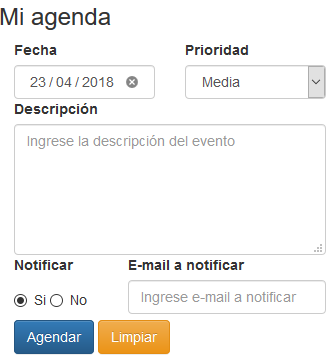 Mi agenda
Fecha Prioridad
23 / 04 / 2018 Media
Descripción
Ingrese la descripción del evento
Notificar E-mail a notificar
Si No Ingrese e-mail a notificar
Agendar Limpiar